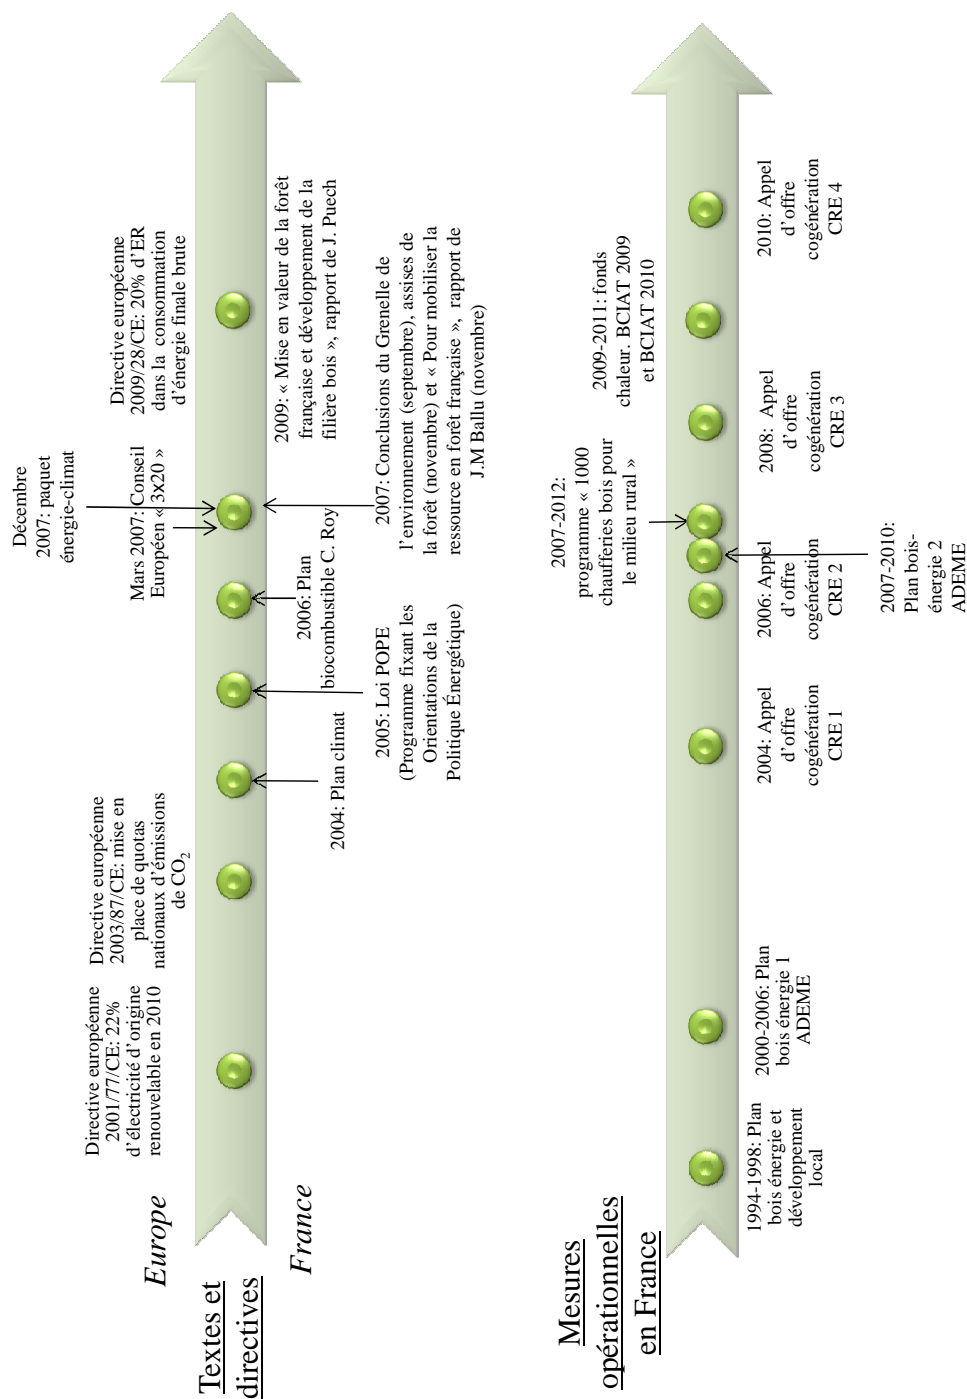 Textes et
directives
Europe
France
Directive européenne
2001/77/CE: 22%
d’électricité d’origine
renouvelable en 2010
Directive européenne
2003/87/CE: mise en
place de quotas
nationaux d’émissions
de CO₂
Mars 2007: Conseil
Européen « 3x20 »
Décembre
2007: paquet
énergie-climat
Directive européenne
2009/28/CE: 20% d’ER
dans la consommation
d’énergie finale brute
2004: Plan climat
2005: Loi POPE
(Programme fixant les
Orientations de la
Politique Énergétique)
2006: Plan
biocombustible C. Roy
2007: Conclusions du Grenelle de
l’environnement (septembre), assises de
la forêt (novembre) et « Pour mobiliser la
ressource en forêt française », rapport de
J.M Ballu (novembre)
2009: « Mise en valeur de la forêt
française et développement de la
filière bois », rapport de J. Puech
Mesures
opérationnelles
en France
1994-1998: Plan
bois énergie et
développement
local
2000-2006: Plan
bois énergie 1
ADEME
2004: Appel
d’offre
cogénération
CRE 1
2006: Appel
d’offre
cogénération
CRE 2
2007-2010:
Plan bois-
énergie 2
ADEME
2007-2012:
programme « 1000
chaufferies bois pour
le milieu rural »
2008: Appel
d’offre
cogénération
CRE 3
2009-2011: fonds
chaleur. BCIAT 2009
et BCIAT 2010
2010: Appel
d’offre
cogénération
CRE 4